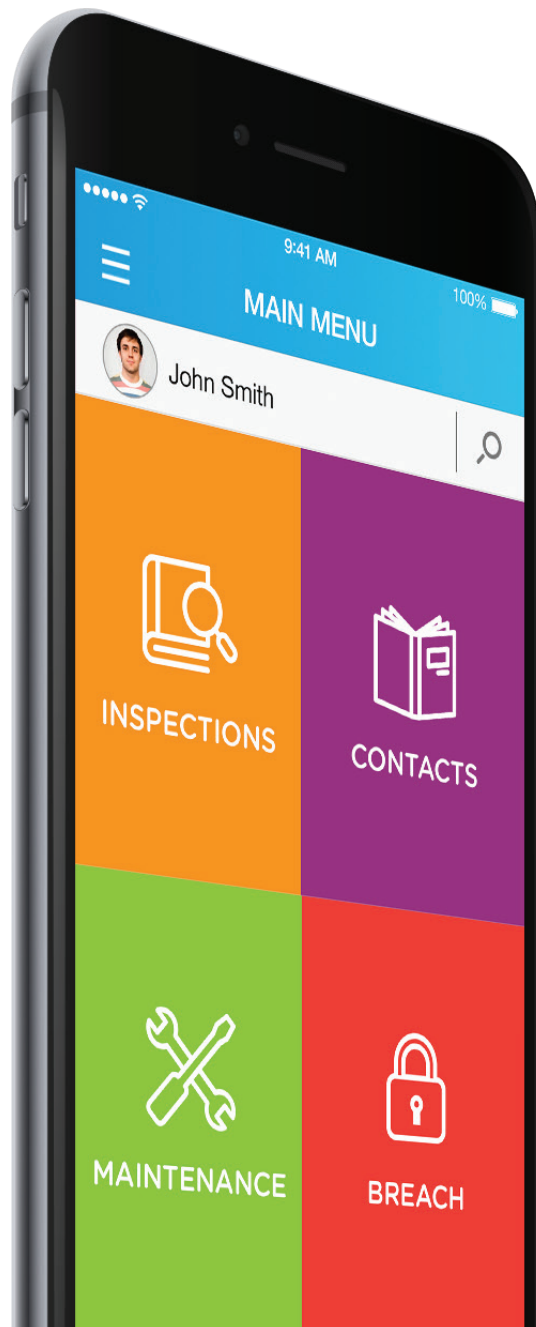 9:41 AM
100%
MAIN MENU
John Smith
INSPECTIONS
CONTACTS
MAINTENANCE
BREACH